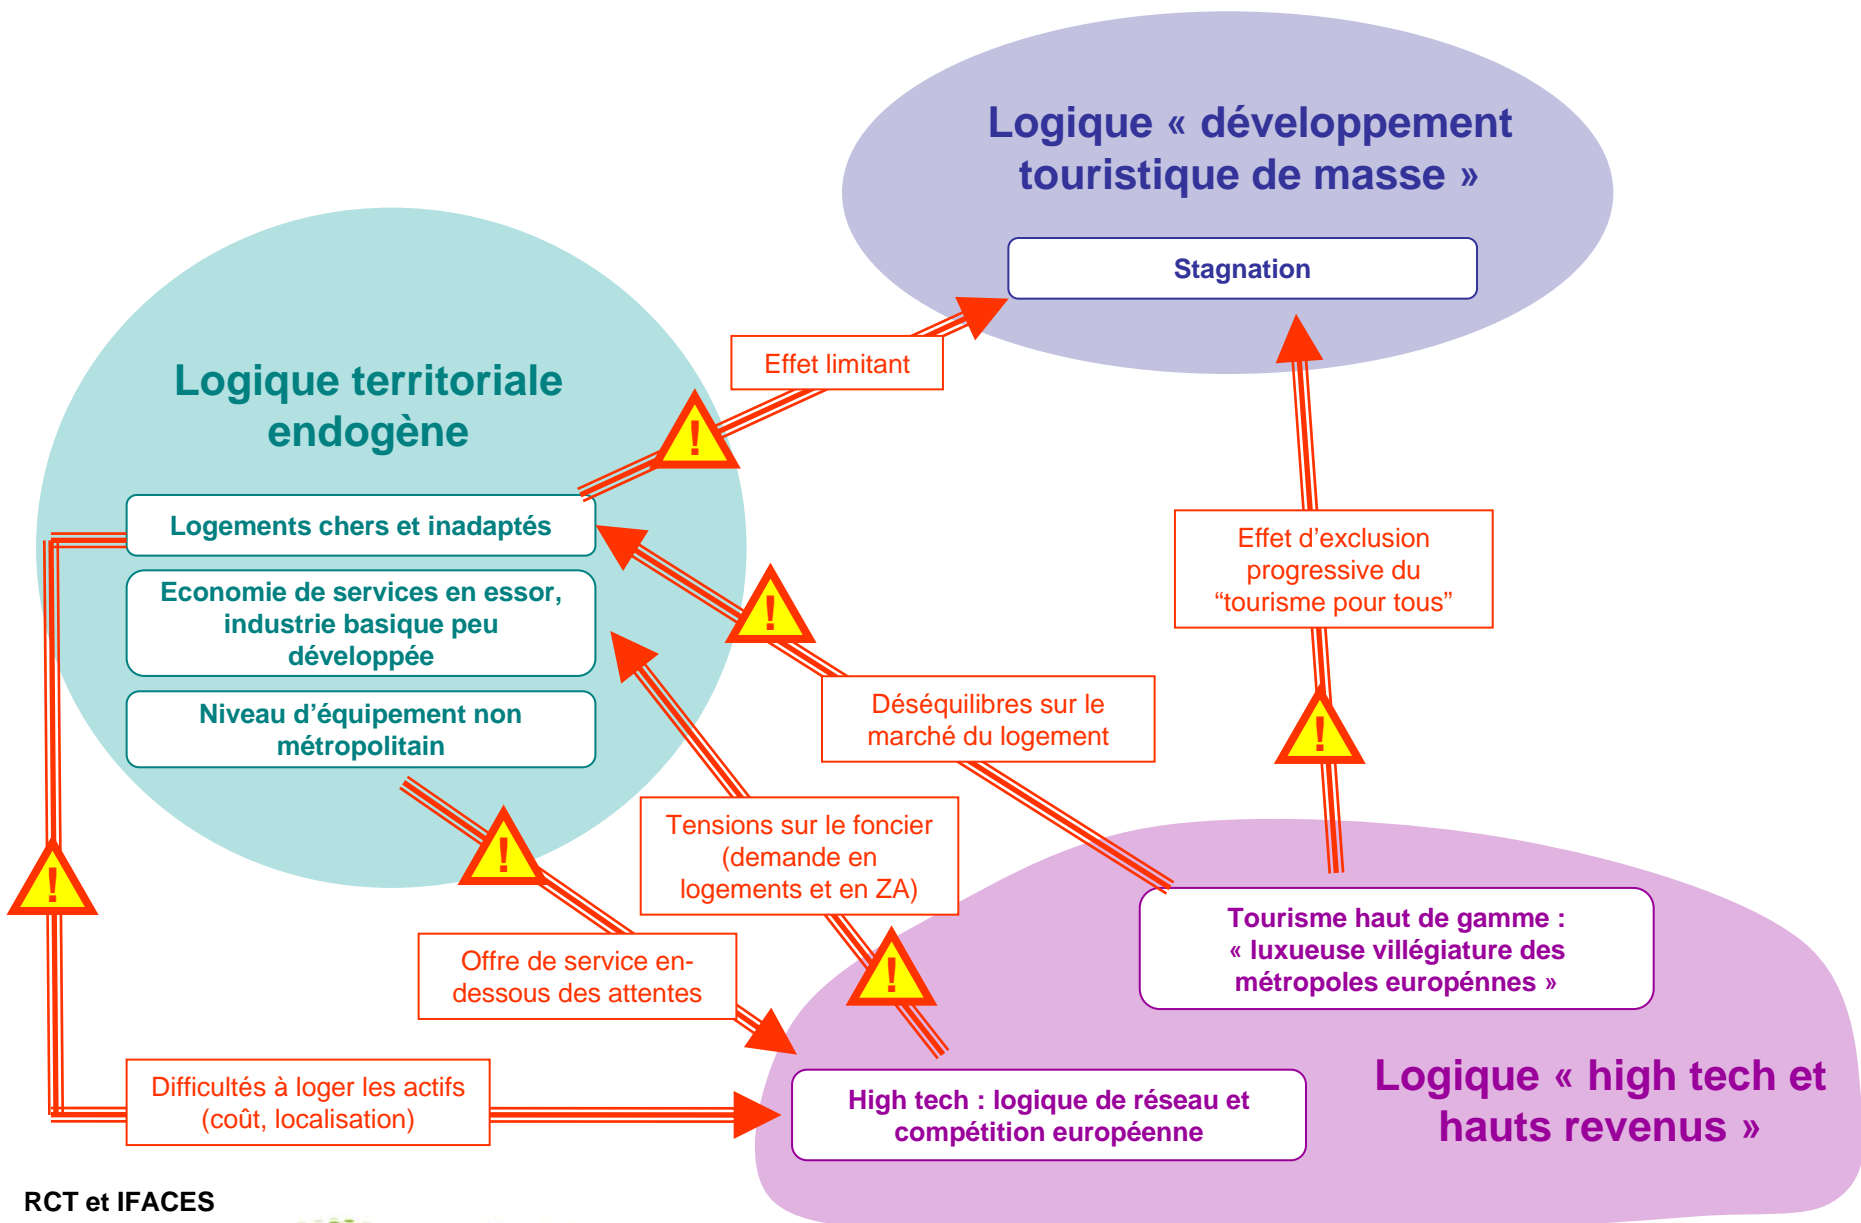 Logique « développement
touristique de masse »
Stagnation
Effet limitant
Logique territoriale
endogène
!
Logements chers et inadaptés
Economie de services en essor,
industrie basique peu
développée
Niveau d’équipement non
métropolitain
Effet d’exclusion
progressive du
“tourisme pour tous”
!
Déséquilibres sur le
marché du logement
!
Tensions sur le foncier
(demande en
logements et en ZA)
!
!
Offre de service en-
dessous des attentes
!
!
Tourisme haut de gamme :
« luxueuse villégiature des
métropoles europénnes »
Difficultés à loger les actifs
(coût, localisation)
High tech : logique de réseau et
compétition européenne
Logique « high tech et
hauts revenus »
RCT et IFACES